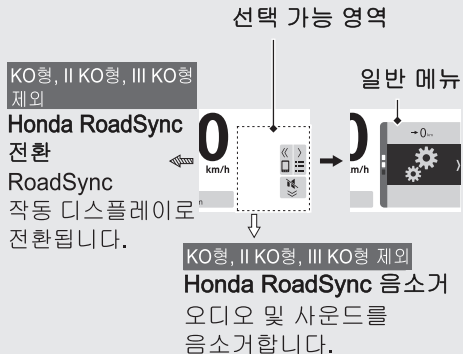 선택 가능 영역
일반 메뉴
KO형, II KO형, III KO형
제외
Honda RoadSync
전환
RoadSync
작동 디스플레이로
전환됩니다.
0
km/h
0
m/h
KO형, II KO형, III KO형 제외
Honda RoadSync 음소거
오디오 및 사운드를
음소거합니다.